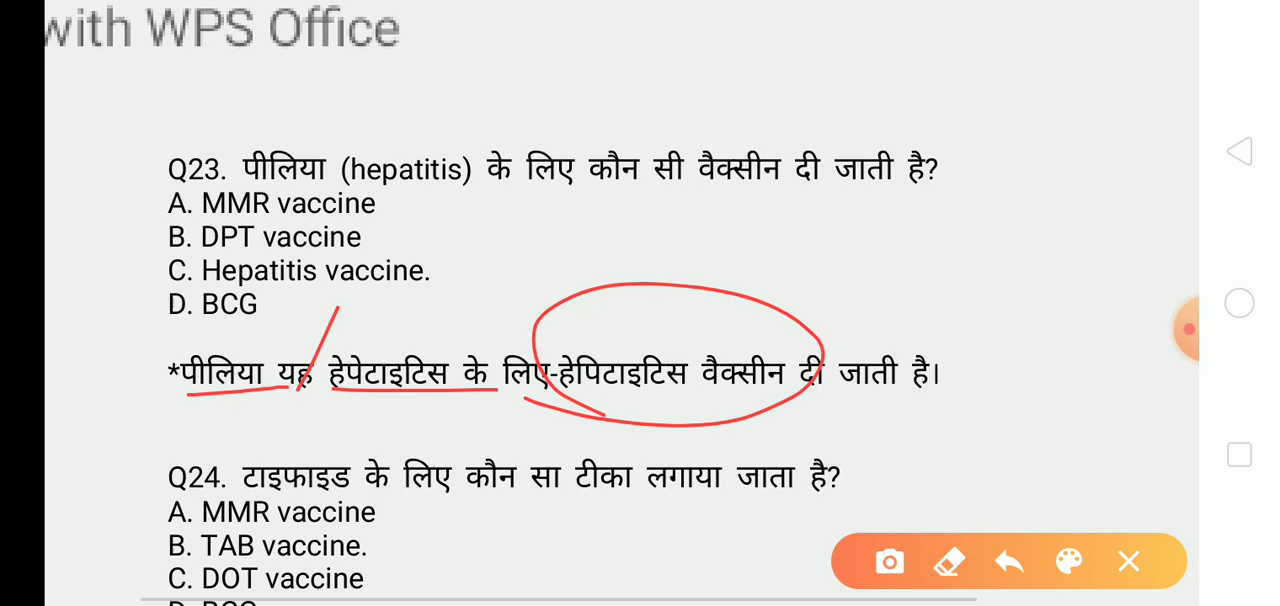 with WPS Office
Q23. पीलिया (hepatitis) के लिए कौन सी वैक्सीन दी जाती है?
A. MMR vaccine
B. DPT vaccine
C. Hepatitis vaccine.
D. BCG
*पीलिया यह हेपेटाइटिस के लिए-हेपिटाइटिस वैक्सीन दी जाती है।
Q24. टाइफाइड के लिए कौन सा टीका लगाया जाता है?
A. MMR vaccine
B. TAB vaccine.
C. DOT vaccine